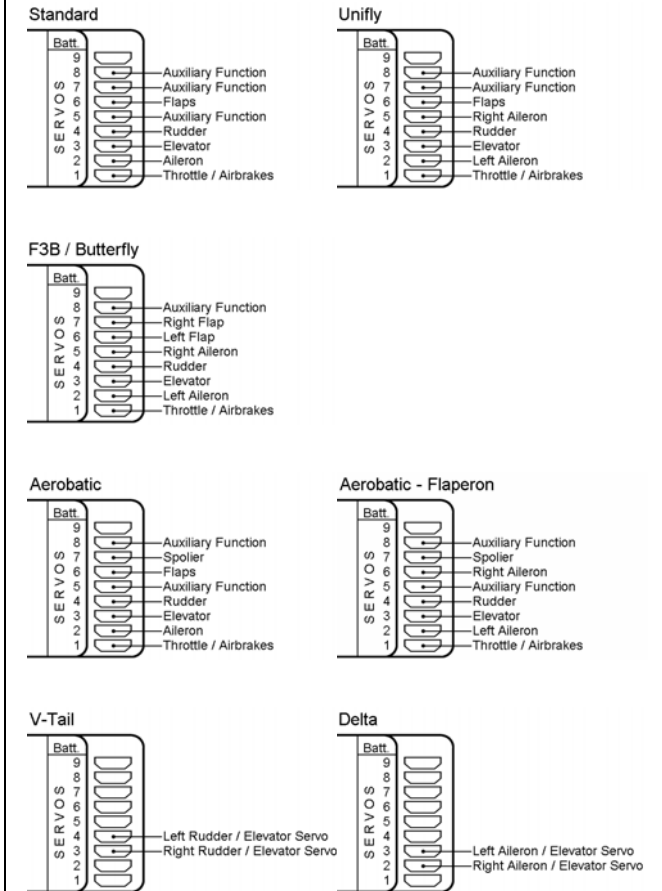 Standard
Batt.
9
8 Auxiliary Function
7 Auxiliary Function
6 Flaps
5 Auxiliary Function
4 Rudder
3 Elevator
2 Aileron
1 Throttle / Airbrakes
SERVOS
Unifly
Batt.
9
8 Auxiliary Function
7 Auxiliary Function
6 Flaps
5 Right Aileron
4 Rudder
3 Elevator
2 Left Aileron
1 Throttle / Airbrakes
SERVOS
F3B / Butterfly
Batt.
9
8 Auxiliary Function
7 Right Flap
6 Left Flap
5 Right Aileron
4 Rudder
3 Elevator
2 Left Aileron
1 Throttle / Airbrakes
SERVOS
Aerobatic
Batt.
9
8 Auxiliary Function
7 Spolier
6 Flaps
5 Auxiliary Function
4 Rudder
3 Elevator
2 Aileron
1 Throttle / Airbrakes
SERVOS
Aerobatic - Flaperon
Batt.
9
8 Auxiliary Function
7 Spolier
6 Right Aileron
5 Auxiliary Function
4 Rudder
3 Elevator
2 Left Aileron
1 Throttle / Airbrakes
SERVOS
V-Tail
Batt.
9
8
7
6
5
4 Left Rudder / Elevator Servo
3 Right Rudder / Elevator Servo
2
1
SERVOS
Delta
Batt.
9
8
7
6
5
4
3 Left Aileron / Elevator Servo
2 Right Aileron / Elevator Servo
1
SERVOS